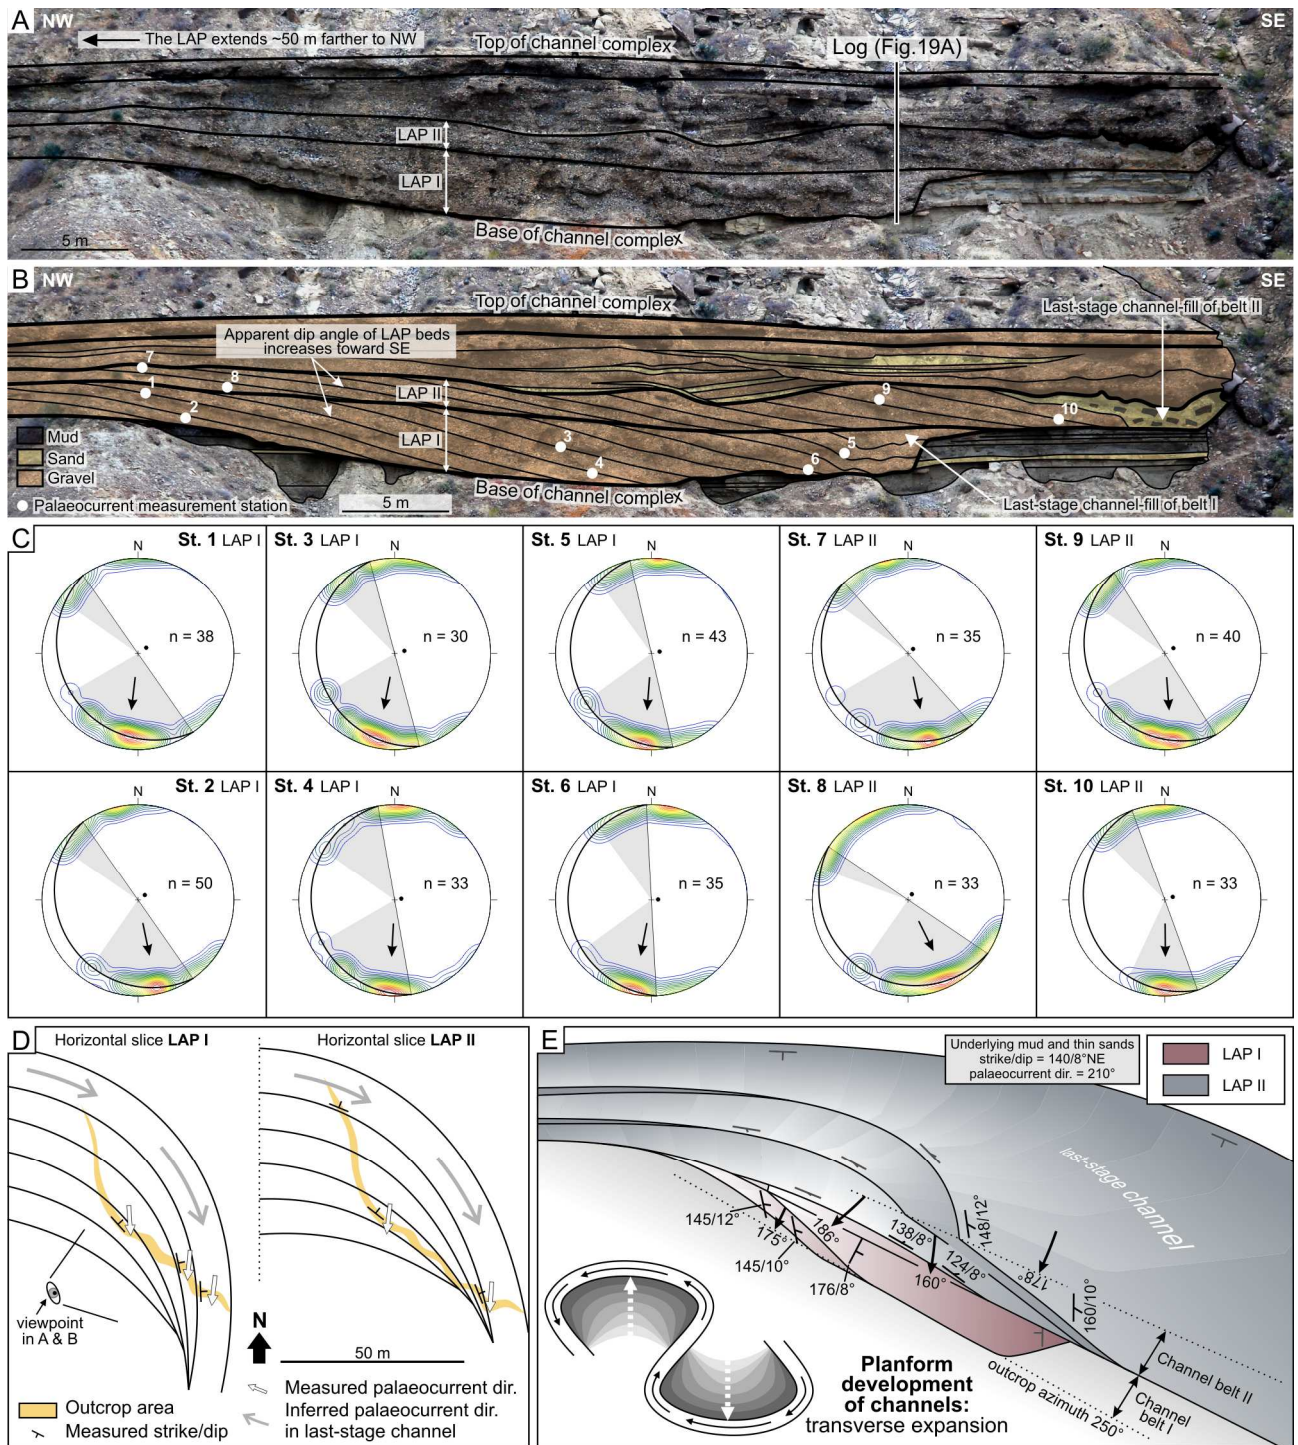 A
NW
SE
The LAP extends ~50 m farther to NW
Top of channel complex
Log (Fig.19A)
LAP II
LAP I
Base of channel complex
5 m
B
NW
SE
Top of channel complex
Last-stage channel-fill of belt II
Apparent dip angle of LAP beds
increases toward SE
7
1
8
2
LAP II
LAP I
9
10
3
5
4
6
Mud
Sand
Gravel
Palaeocurrent measurement station
5 m
Base of channel complex
Last-stage channel-fill of belt I
C
St. 1 LAP I
N
n = 38
St. 3 LAP I
N
n = 30
St. 5 LAP I
N
n = 43
St. 7 LAP II
N
n = 35
St. 9 LAP II
N
n = 40
St. 2 LAP I
N
n = 50
St. 4 LAP I
N
n = 33
St. 6 LAP I
N
n = 35
St. 8 LAP II
N
n = 33
St. 10 LAP II
N
n = 33
D
Horizontal slice LAP I
Horizontal slice LAP II
viewpoint
in A & B
N
50 m
Outcrop area
Measured strike/dip
Measured palaeocurrent dir.
Inferred palaeocurrent dir.
in last-stage channel
E
Underlying mud and thin sands
strike/dip = 140/8°NE
palaeocurrent dir. = 210°
LAP I
LAP II
last-stage channel
145/12°
175°
145/10°
186°
176/8°
138/8°
160°
124/8°
148/12°
178°
160/10°
Channel belt II
Channel
belt I
outcrop azimuth 250°
Planform
development
of channels:
transverse expansion